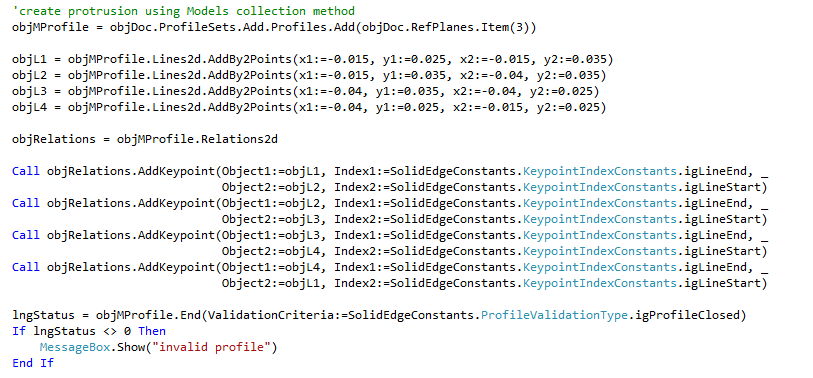 'create protrusion using Models collection method
objMProfile = objDoc.ProfileSets.Add.Profiles.Add(objDoc.RefPlanes.Item(3))
objL1 = objMProfile.Lines2d.AddBy2Points(x1:=-0.015, y1:=0.025, x2:=-0.015, y2:=0.035)
objL2 = objMProfile.Lines2d.AddBy2Points(x1:=-0.015, y1:=0.035, x2:=-0.04, y2:=0.035)
objL3 = objMProfile.Lines2d.AddBy2Points(x1:=-0.04, y1:=0.035, x2:=-0.04, y2:=0.025)
objL4 = objMProfile.Lines2d.AddBy2Points(x1:=-0.04, y1:=0.025, x2:=-0.015, y2:=0.025)
objRelations = objMProfile.Relations2d
Call objRelations.AddKeypoint(Object1:=objL1, Index1:=SolidEdgeConstants.KeypointIndexConstants.igLineEnd, _
Object2:=objL2, Index2:=SolidEdgeConstants.KeypointIndexConstants.igLineStart)
Call objRelations.AddKeypoint(Object1:=objL2, Index1:=SolidEdgeConstants.KeypointIndexConstants.igLineEnd, _
Object2:=objL3, Index2:=SolidEdgeConstants.KeypointIndexConstants.igLineStart)
Call objRelations.AddKeypoint(Object1:=objL3, Index1:=SolidEdgeConstants.KeypointIndexConstants.igLineEnd, _
Object2:=objL4, Index2:=SolidEdgeConstants.KeypointIndexConstants.igLineStart)
Call objRelations.AddKeypoint(Object1:=objL4, Index1:=SolidEdgeConstants.KeypointIndexConstants.igLineEnd, _
Object2:=objL1, Index2:=SolidEdgeConstants.KeypointIndexConstants.igLineStart)
lngStatus = objMProfile.End(ValidationCriteria:=SolidEdgeConstants.ProfileValidationType.igProfileClosed)
If lngStatus <> 0 Then
MessageBox.Show("invalid profile")
End If